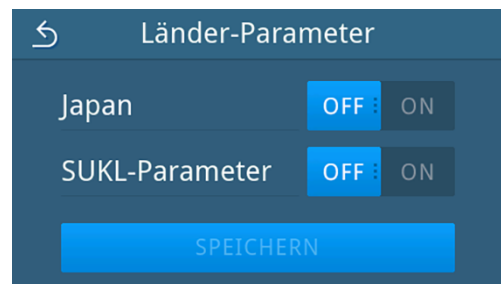 Länder-Parameter
Japan OFF ON
SUKL-Parameter OFF ON
SPEICHERN